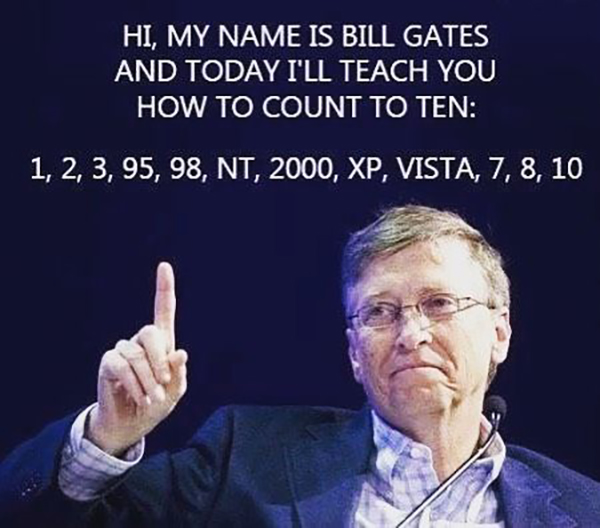 HI, MY NAME IS BILL GATES
AND TODAY I'LL TEACH YOU
HOW TO COUNT TO TEN:
1, 2, 3, 95, 98, NT, 2000, XP, VISTA, 7, 8, 10